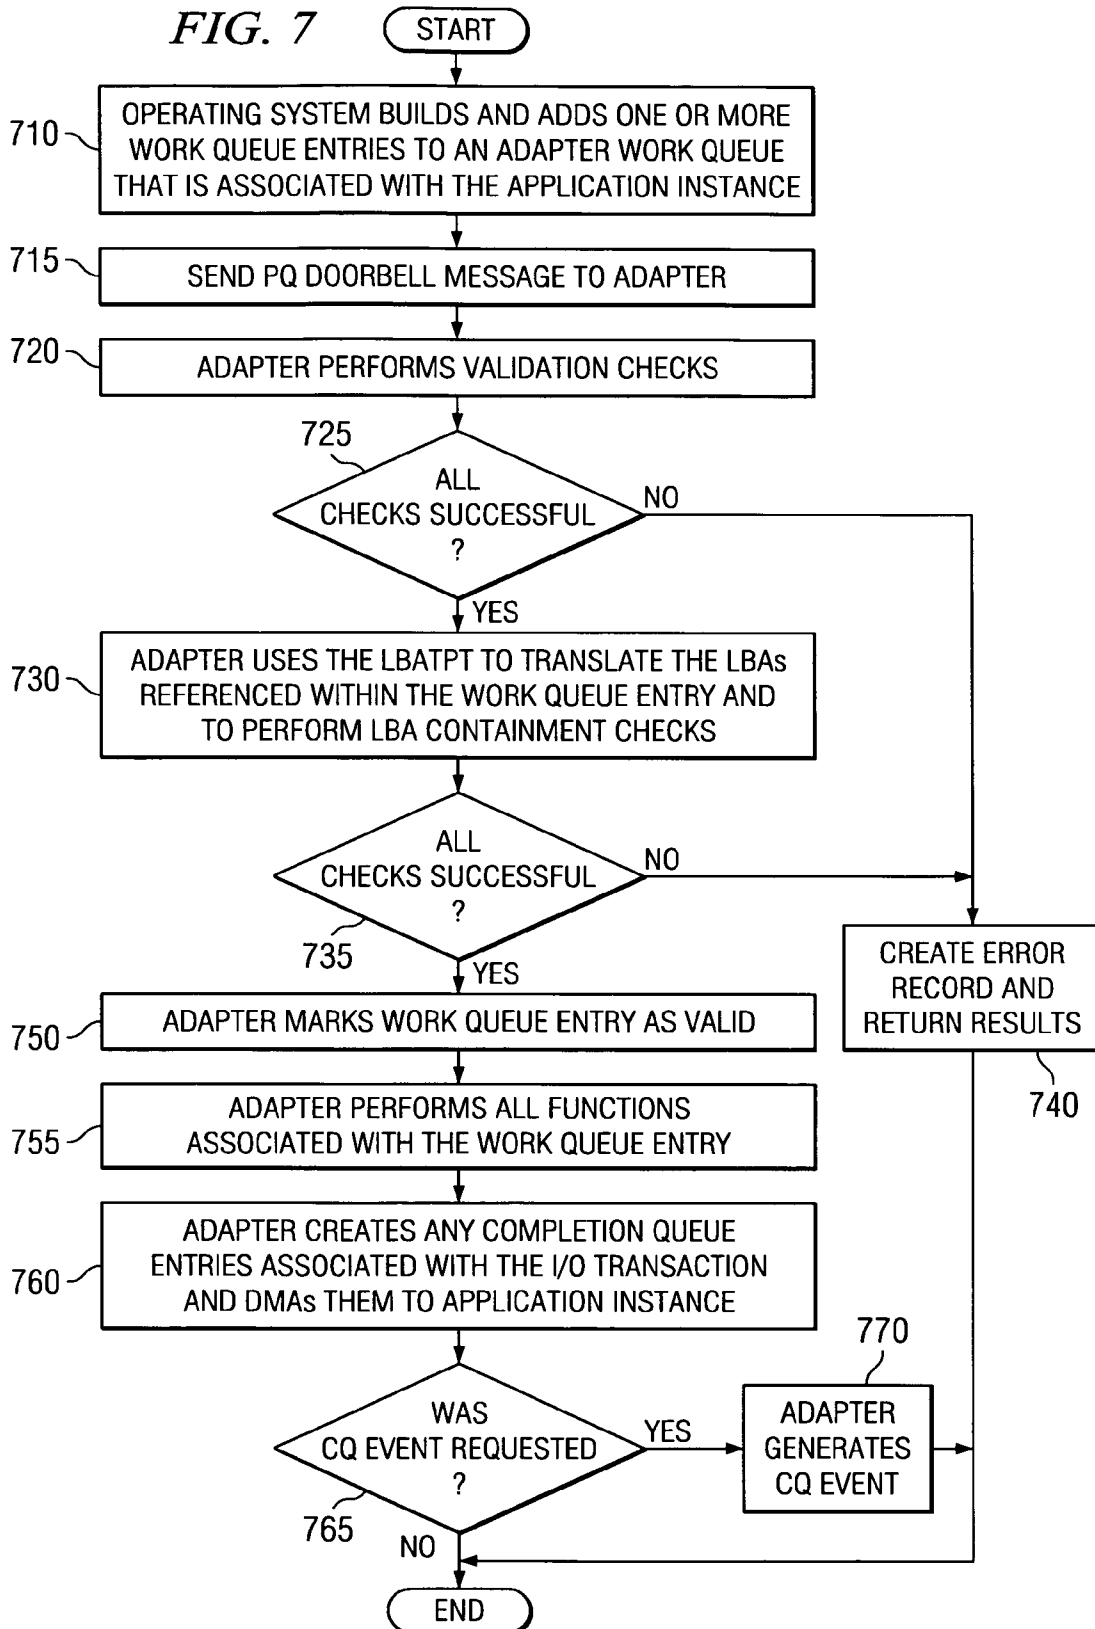 FIG. 7
START
710
OPERATING SYSTEM BUILDS AND ADDS ONE OR MORE
WORK QUEUE ENTRIES TO AN ADAPTER WORK QUEUE
THAT IS ASSOCIATED WITH THE APPLICATION INSTANCE
715
SEND PQ DOORBELL MESSAGE TO ADAPTER
720
ADAPTER PERFORMS VALIDATION CHECKS
725
ALL
CHECKS SUCCESSFUL
?
NO
YES
730
ADAPTER USES THE LBATPT TO TRANSLATE THE LBAs
REFERENCED WITHIN THE WORK QUEUE ENTRY AND
TO PERFORM LBA CONTAINMENT CHECKS
ALL
CHECKS SUCCESSFUL
?
NO
735
YES
CREATE ERROR
RECORD AND
RETURN RESULTS
740
750
ADAPTER MARKS WORK QUEUE ENTRY AS VALID
755
ADAPTER PERFORMS ALL FUNCTIONS
ASSOCIATED WITH THE WORK QUEUE ENTRY
760
ADAPTER CREATES ANY COMPLETION QUEUE
ENTRIES ASSOCIATED WITH THE I/O TRANSACTION
AND DMAs THEM TO APPLICATION INSTANCE
WAS
CQ EVENT REQUESTED
?
765
YES
770
ADAPTER
GENERATES
CQ EVENT
NO
END